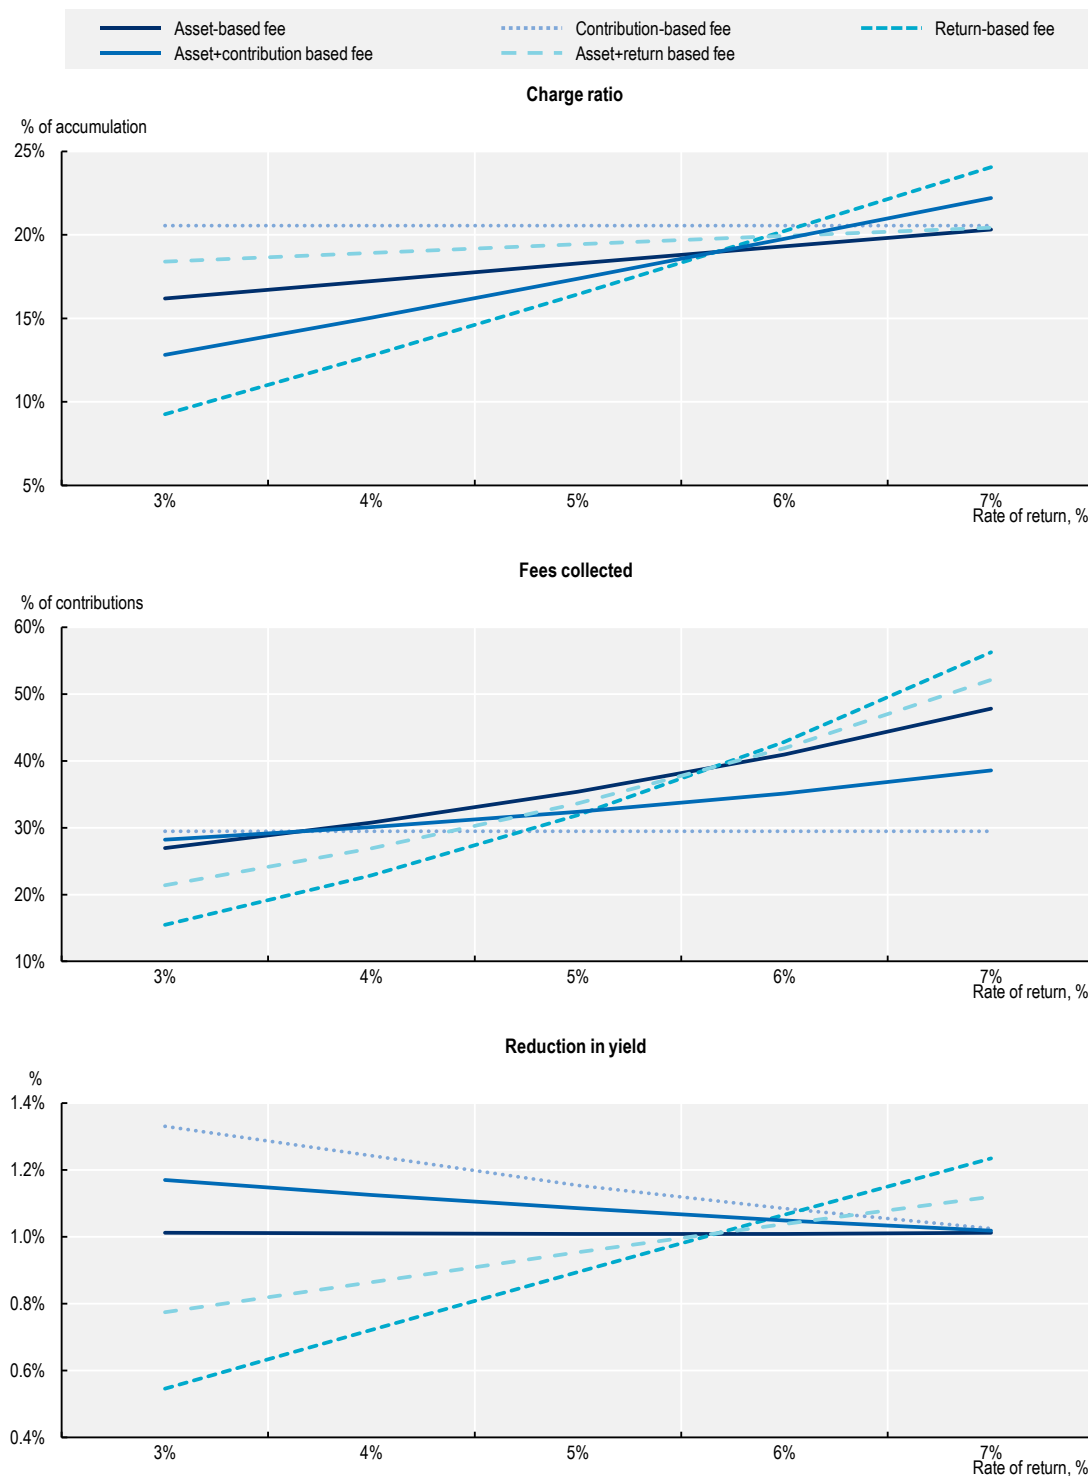 Asset-based fee
Contribution-based fee
Return-based fee
Asset+contribution based fee
Asset+return based fee
Charge ratio
% of accumulation
25%
20%
15%
10%
5%
3%
4%
5%
6%
7%
Rate of return, %
Fees collected
% of contributions
60%
50%
40%
30%
20%
10%
3%
4%
5%
6%
7%
Rate of return, %
Reduction in yield
%
1.4%
1.2%
1.0%
0.8%
0.6%
0.4%
3%
4%
5%
6%
7%
Rate of return, %